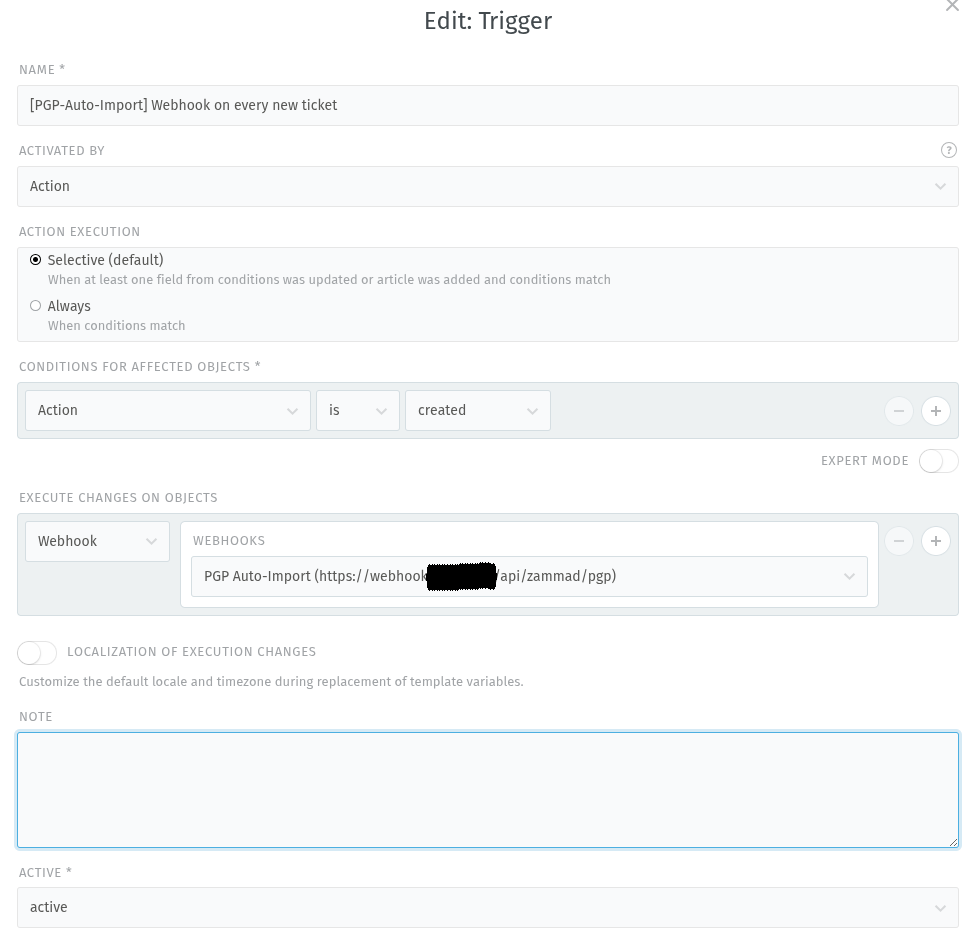 Edit: Trigger
NAME *
[PGP-Auto-Import] Webhook on every new ticket
ACTIVATED BY
?
Action
ACTION EXECUTION
Selective (default)
When at least one field from conditions was updated or article was added and conditions match
Always
When conditions match
CONDITIONS FOR AFFECTED OBJECTS *
Action is created
EXPERT MODE
EXECUTE CHANGES ON OBJECTS
Webhook
WEBHOOKS
PGP Auto-Import (https://webhook /api/zammad/pgp)
LOCALIZATION OF EXECUTION CHANGES
Customize the default locale and timezone during replacement of template variables.
NOTE
ACTIVE *
active